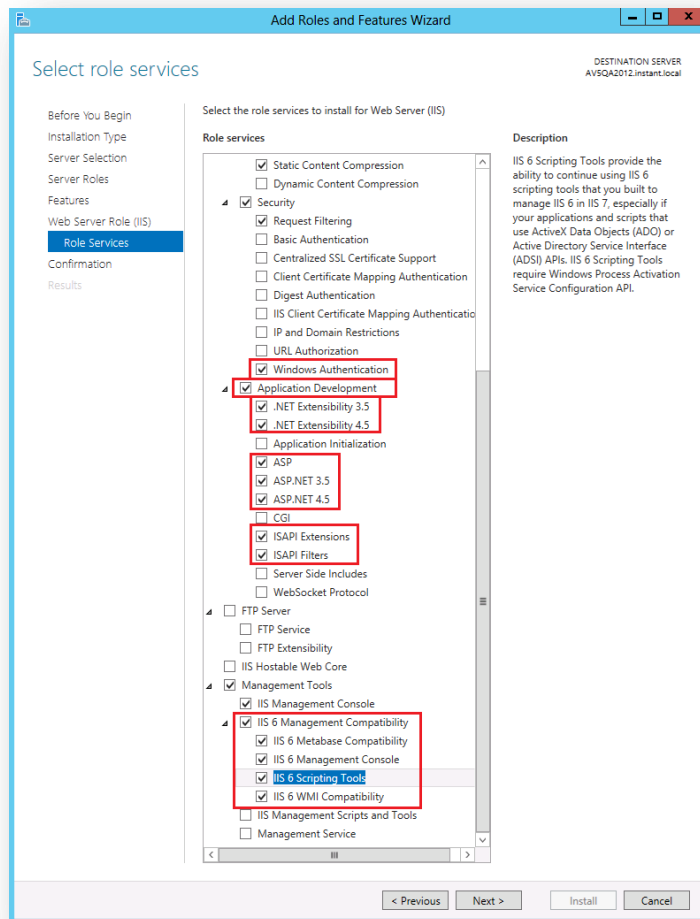 Add Roles and Features Wizard
Select role services
DESTINATION SERVER
AV5QA2012.instant.local
Before You Begin
Installation Type
Server Selection
Server Roles
Features
Web Server Role (IIS)
Role Services
Confirmation
Results
Select the role services to install for Web Server (IIS)
Role services
Static Content Compression
Dynamic Content Compression
Security
Request Filtering
Basic Authentication
Centralized SSL Certificate Support
Client Certificate Mapping Authentication
Digest Authentication
IIS Client Certificate Mapping Authenticatio
IP and Domain Restrictions
URL Authorization
Windows Authentication
Application Development
.NET Extensibility 3.5
.NET Extensibility 4.5
Application Initialization
ASP
ASP.NET 3.5
ASP.NET 4.5
CGI
ISAPI Extensions
ISAPI Filters
Server Side Includes
WebSocket Protocol
FTP Server
FTP Service
FTP Extensibility
IIS Hostable Web Core
Management Tools
IIS Management Console
IIS 6 Management Compatibility
IIS 6 Metabase Compatibility
IIS 6 Management Console
IIS 6 Scripting Tools
IIS 6 WMI Compatibility
IIS Management Scripts and Tools
Management Service
Description
IIS 6 Scripting Tools provide the
ability to continue using IIS 6
scripting tools that you built to
manage IIS 6 in IIS 7, especially if
your applications and scripts that
use ActiveX Data Objects (ADO) or
Active Directory Service Interface
(ADSI) APIs. IIS 6 Scripting Tools
require Windows Process Activation
Service Configuration API.
< Previous
Next >
Install
Cancel